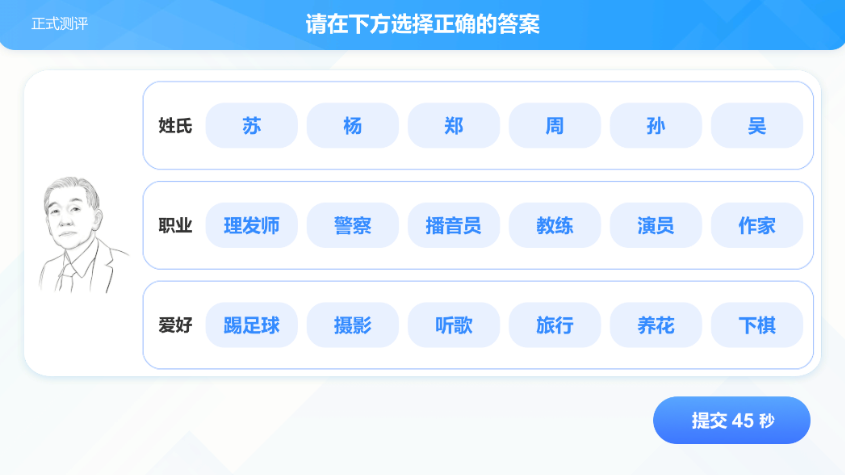 正式测评
请在下方选择正确的答案
姓氏 苏 杨 郑 周 孙 吴
职业 理发师 警察 播音员 教练 演员 作家
爱好 踢足球 摄影 听歌 旅行 养花 下棋
提交 45 秒